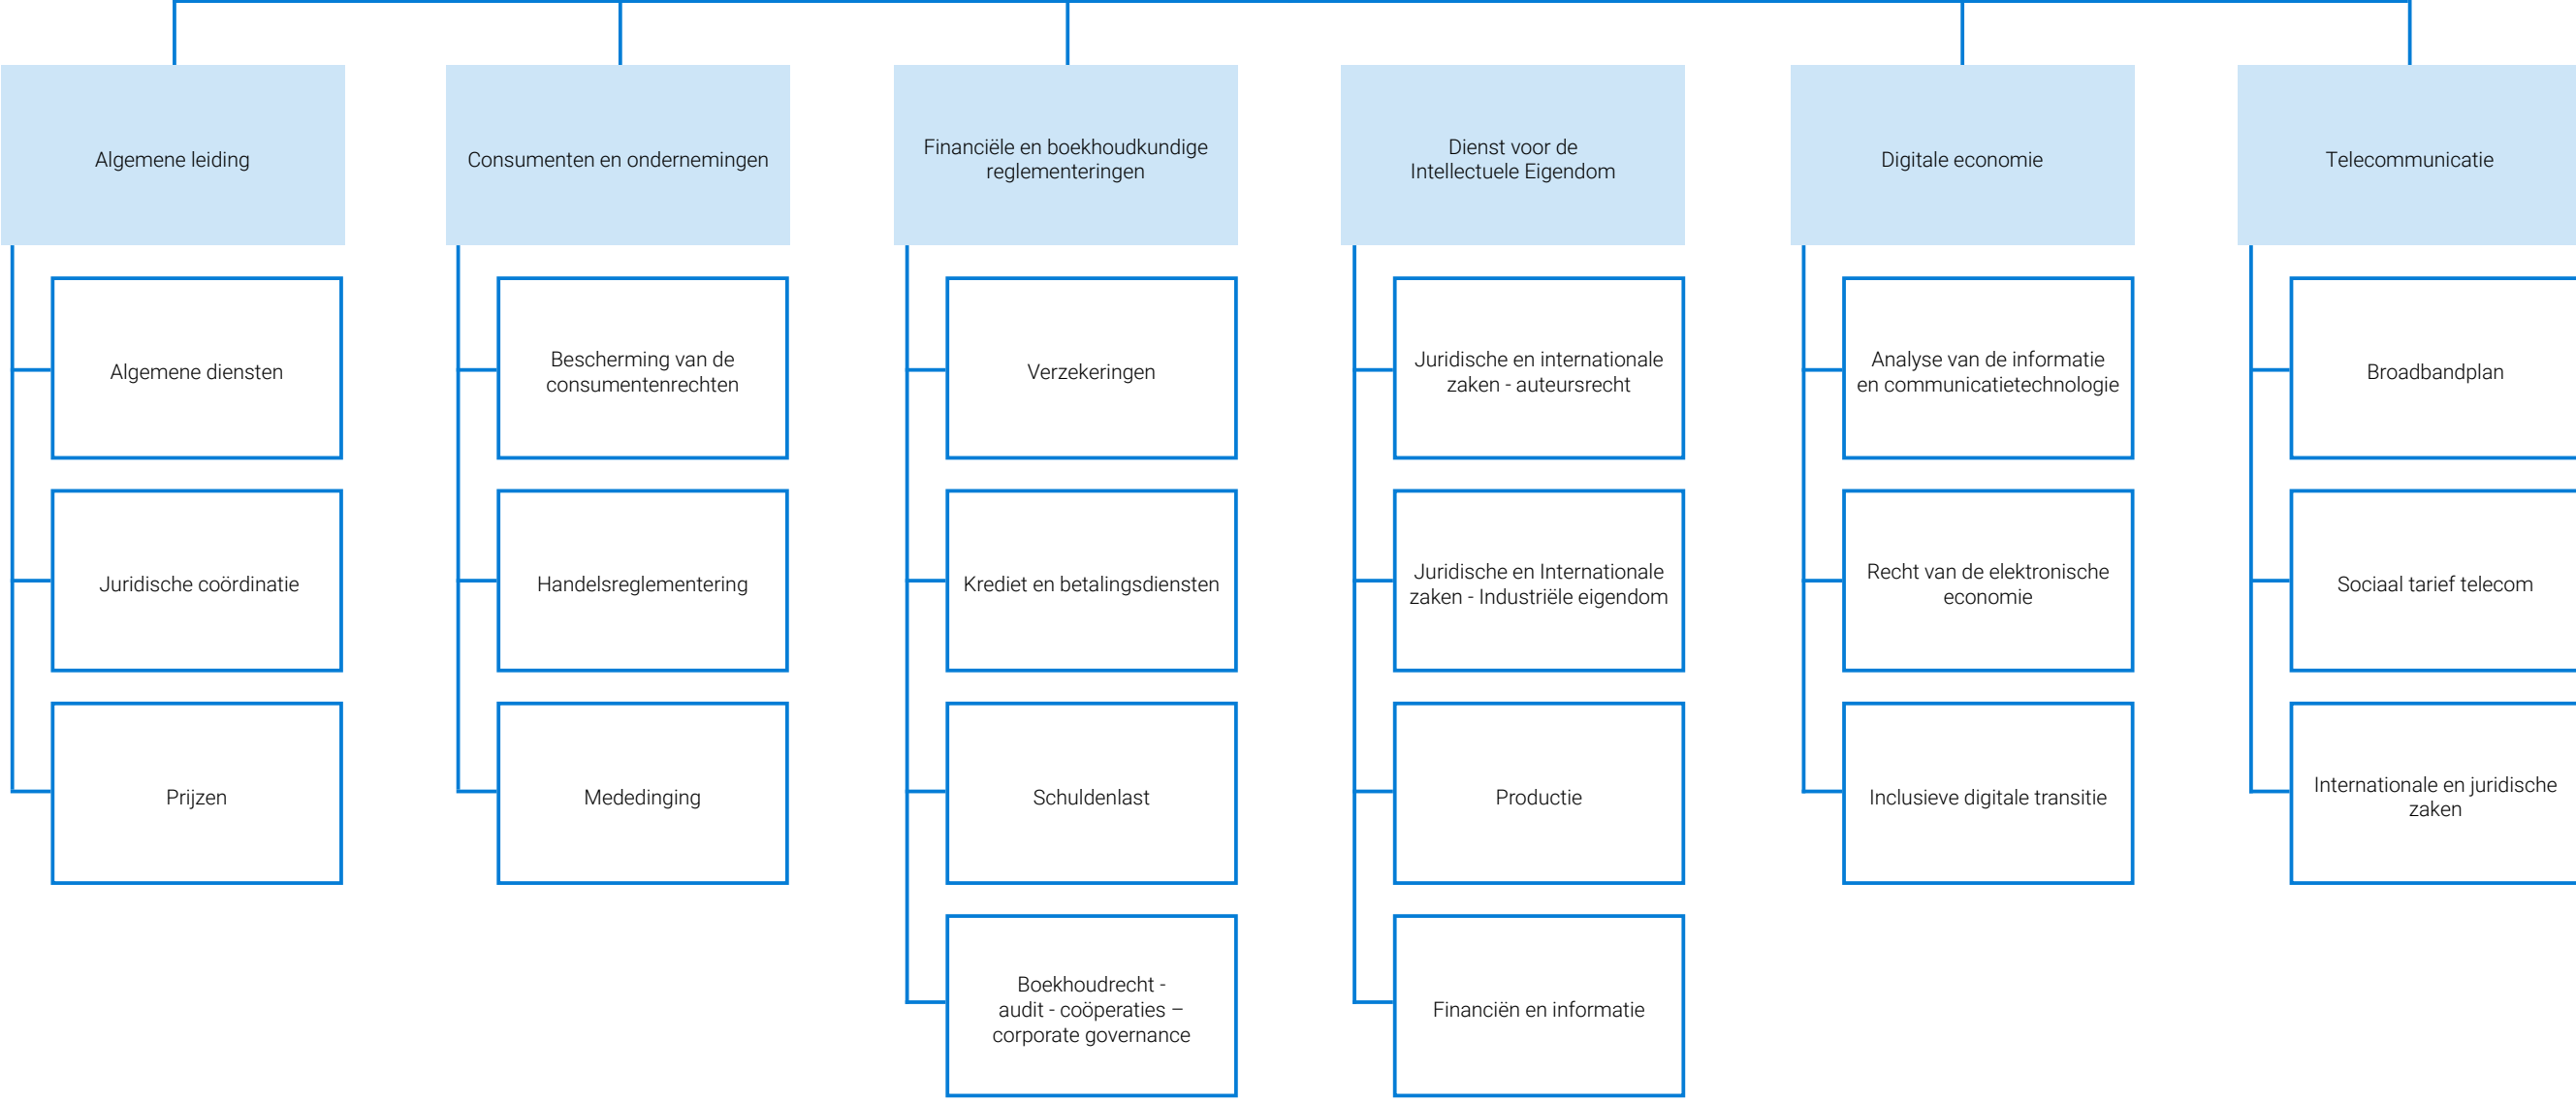 Algemene leiding
Consumenten en ondernemingen
Financiële en boekhoudkundige
reglementeringen
Dienst voor de
Intellectuele Eigendom
Digitale economie
Telecommunicatie
Algemene diensten
Juridische coördinatie
Prijzen
Bescherming van de
consumentenrechten
Handelsreglementering
Mededinging
Verzekeringen
Krediet en betalingsdiensten
Schuldenlast
Boekhoudrecht -
audit - coöperaties –
corporate governance
Juridische en internationale
zaken - auteursrecht
Juridische en Internationale
zaken - Industriële eigendom
Productie
Financiën en informatie
Analyse van de informatie
en communicatietechnologie
Recht van de elektronische
economie
Inclusieve digitale transitie
Broadbandplan
Sociaal tarief telecom
Internationale en juridische
zaken